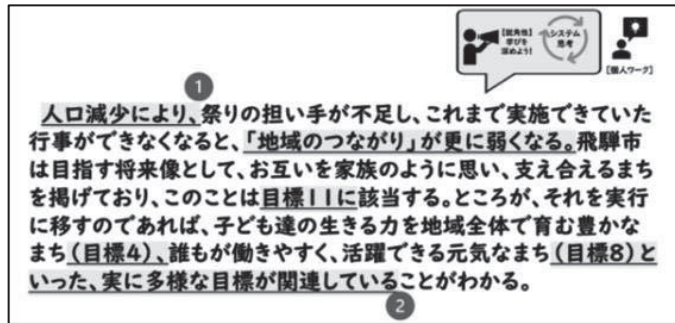 【説角性】
学びを
深めよう!
システム
思考
【個人ワーク】
1
人口減少により、祭りの担い手が不足し、これまで実施できていた
行事ができなくなると、「地域のつながり」が更に弱くなる。飛騨市
は目指す将来像として、お互いを家族のように思い、支え合えるまち
を掲げており、このことは目標11に該当する。ところが、それを実行
に移すのであれば、子ども達の生きる力を地域全体で育む豊かな
まち(目標4)、誰もが働きやすく、活躍できる元気なまち(目標8)と
いった、実に多様な目標が関連していることがわかる。
2